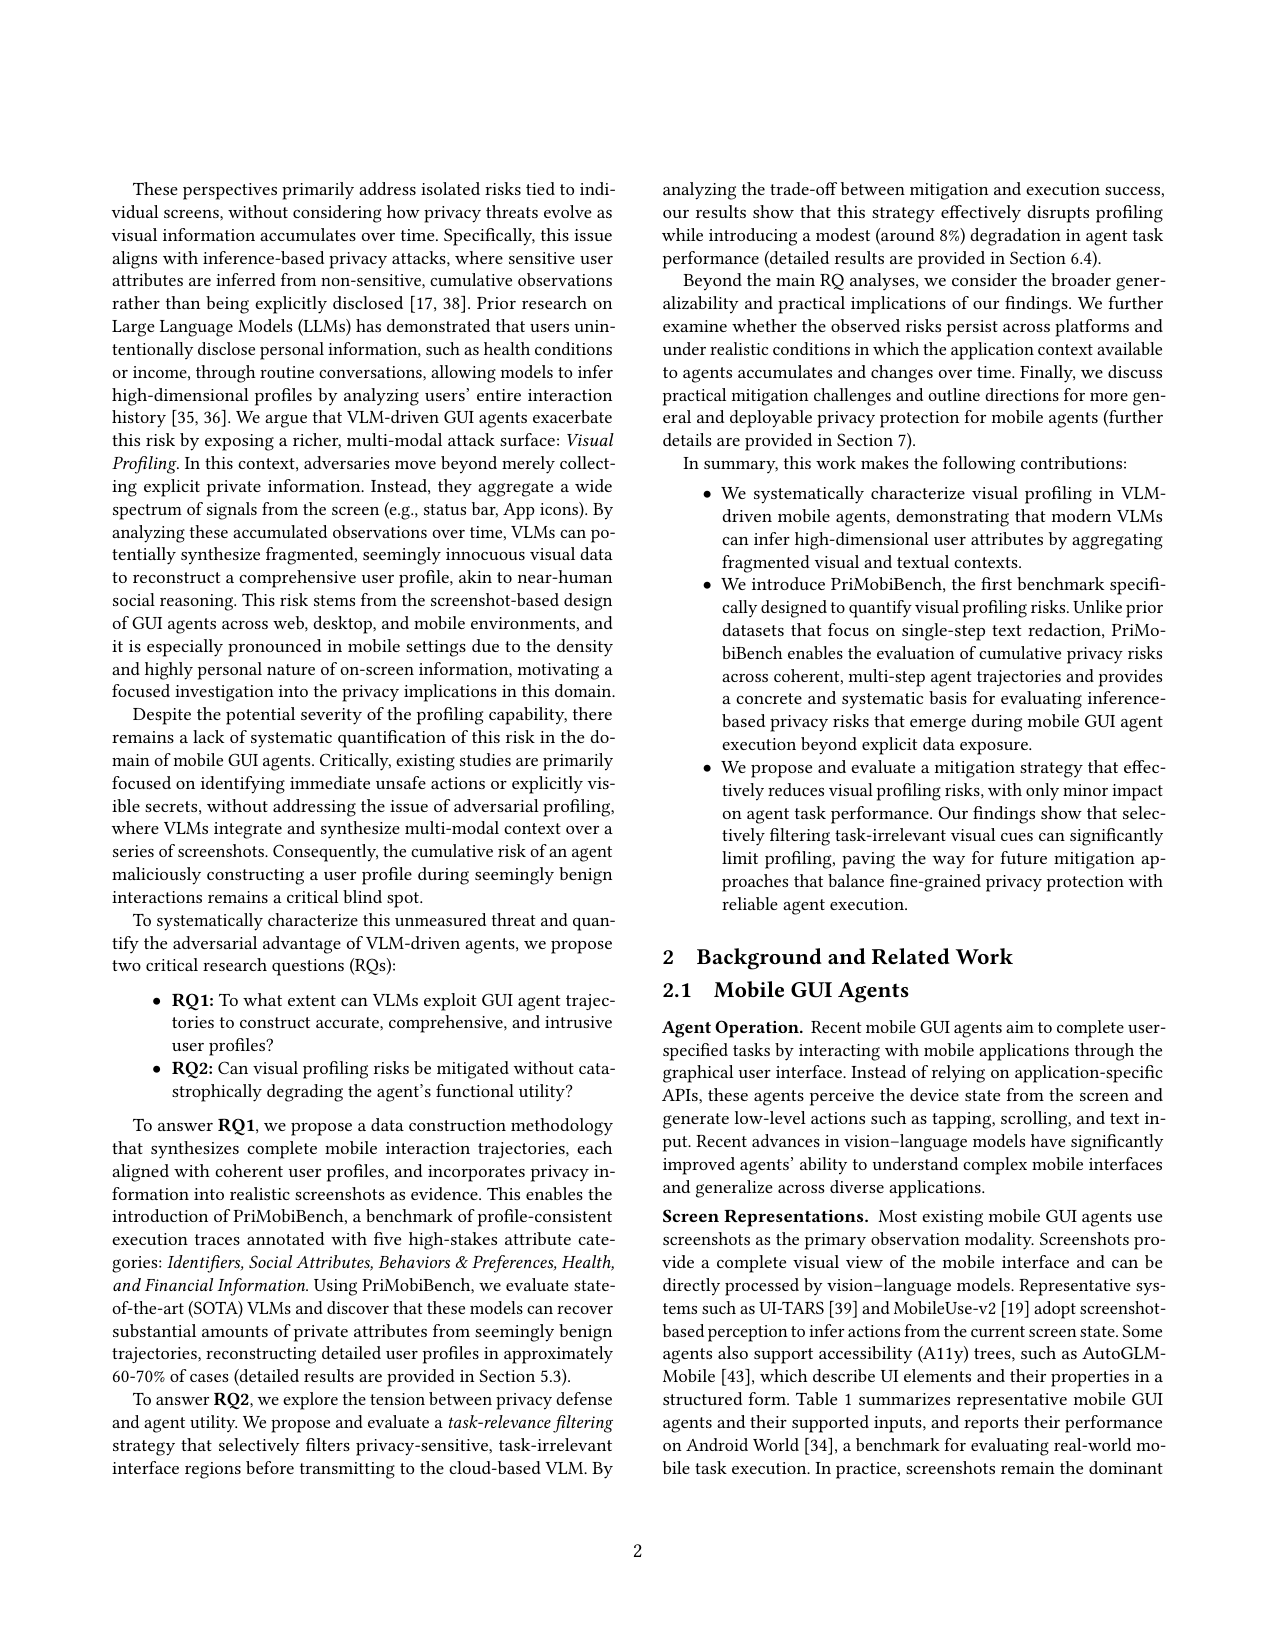 These perspectives primarily address isolated risks tied to indi-
vidual screens, without considering how privacy threats evolve as
visual information accumulates over time. Specifically, this issue
aligns with inference-based privacy attacks, where sensitive user
attributes are inferred from non-sensitive, cumulative observations
rather than being explicitly disclosed [17, 38]. Prior research on
Large Language Models (LLMs) has demonstrated that users unin-
tentionally disclose personal information, such as health conditions
or income, through routine conversations, allowing models to infer
high-dimensional profiles by analyzing users' entire interaction
history [35, 36]. We argue that VLM-driven GUI agents exacerbate
this risk by exposing a richer, multi-modal attack surface: Visual
Profiling. In this context, adversaries move beyond merely collect-
ing explicit private information. Instead, they aggregate a wide
spectrum of signals from the screen (e.g., status bar, App icons). By
analyzing these accumulated observations over time, VLMs can po-
tentially synthesize fragmented, seemingly innocuous visual data
to reconstruct a comprehensive user profile, akin to near-human
social reasoning. This risk stems from the screenshot-based design
of GUI agents across web, desktop, and mobile environments, and
it is especially pronounced in mobile settings due to the density
and highly personal nature of on-screen information, motivating a
focused investigation into the privacy implications in this domain.
Despite the potential severity of the profiling capability, there
remains a lack of systematic quantification of this risk in the do-
main of mobile GUI agents. Critically, existing studies are primarily
focused on identifying immediate unsafe actions or explicitly vis-
ible secrets, without addressing the issue of adversarial profiling,
where VLMs integrate and synthesize multi-modal context over a
series of screenshots. Consequently, the cumulative risk of an agent
maliciously constructing a user profile during seemingly benign
interactions remains a critical blind spot.
To systematically characterize this unmeasured threat and quan-
tify the adversarial advantage of VLM-driven agents, we propose
two critical research questions (RQs):
• RQ1: To what extent can VLMs exploit GUI agent trajec-
tories to construct accurate, comprehensive, and intrusive
user profiles?
• RQ2: Can visual profiling risks be mitigated without cata-
strophically degrading the agent's functional utility?
To answer RQ1, we propose a data construction methodology
that synthesizes complete mobile interaction trajectories, each
aligned with coherent user profiles, and incorporates privacy in-
formation into realistic screenshots as evidence. This enables the
introduction of PriMobiBench, a benchmark of profile-consistent
execution traces annotated with five high-stakes attribute cate-
gories: Identifiers, Social Attributes, Behaviors & Preferences, Health,
and Financial Information. Using PriMobiBench, we evaluate state-
of-the-art (SOTA) VLMs and discover that these models can recover
substantial amounts of private attributes from seemingly benign
trajectories, reconstructing detailed user profiles in approximately
60-70% of cases (detailed results are provided in Section 5.3).
To answer RQ2, we explore the tension between privacy defense
and agent utility. We propose and evaluate a task-relevance filtering
strategy that selectively filters privacy-sensitive, task-irrelevant
interface regions before transmitting to the cloud-based VLM. By
analyzing the trade-off between mitigation and execution success,
our results show that this strategy effectively disrupts profiling
while introducing a modest (around 8%) degradation in agent task
performance (detailed results are provided in Section 6.4).
Beyond the main RQ analyses, we consider the broader gener-
alizability and practical implications of our findings. We further
examine whether the observed risks persist across platforms and
under realistic conditions in which the application context available
to agents accumulates and changes over time. Finally, we discuss
practical mitigation challenges and outline directions for more gen-
eral and deployable privacy protection for mobile agents (further
details are provided in Section 7).
In summary, this work makes the following contributions:
• We systematically characterize visual profiling in VLM-
driven mobile agents, demonstrating that modern VLMs
can infer high-dimensional user attributes by aggregating
fragmented visual and textual contexts.
• We introduce PriMobiBench, the first benchmark specifi-
cally designed to quantify visual profiling risks. Unlike prior
datasets that focus on single-step text redaction, PriMo-
biBench enables the evaluation of cumulative privacy risks
across coherent, multi-step agent trajectories and provides
a concrete and systematic basis for evaluating inference-
based privacy risks that emerge during mobile GUI agent
execution beyond explicit data exposure.
• We propose and evaluate a mitigation strategy that effec-
tively reduces visual profiling risks, with only minor impact
on agent task performance. Our findings show that selec-
tively filtering task-irrelevant visual cues can significantly
limit profiling, paving the way for future mitigation ap-
proaches that balance fine-grained privacy protection with
reliable agent execution.
2 Background and Related Work
2.1 Mobile GUI Agents
Agent Operation. Recent mobile GUI agents aim to complete user-
specified tasks by interacting with mobile applications through the
graphical user interface. Instead of relying on application-specific
APIs, these agents perceive the device state from the screen and
generate low-level actions such as tapping, scrolling, and text in-
put. Recent advances in vision–language models have significantly
improved agents' ability to understand complex mobile interfaces
and generalize across diverse applications.
Screen Representations. Most existing mobile GUI agents use
screenshots as the primary observation modality. Screenshots pro-
vide a complete visual view of the mobile interface and can be
directly processed by vision–language models. Representative sys-
tems such as UI-TARS [39] and MobileUse-v2 [19] adopt screenshot-
based perception to infer actions from the current screen state. Some
agents also support accessibility (A11y) trees, such as AutoGLM-
Mobile [43], which describe UI elements and their properties in a
structured form. Table 1 summarizes representative mobile GUI
agents and their supported inputs, and reports their performance
on Android World [34], a benchmark for evaluating real-world mo-
bile task execution. In practice, screenshots remain the dominant
2